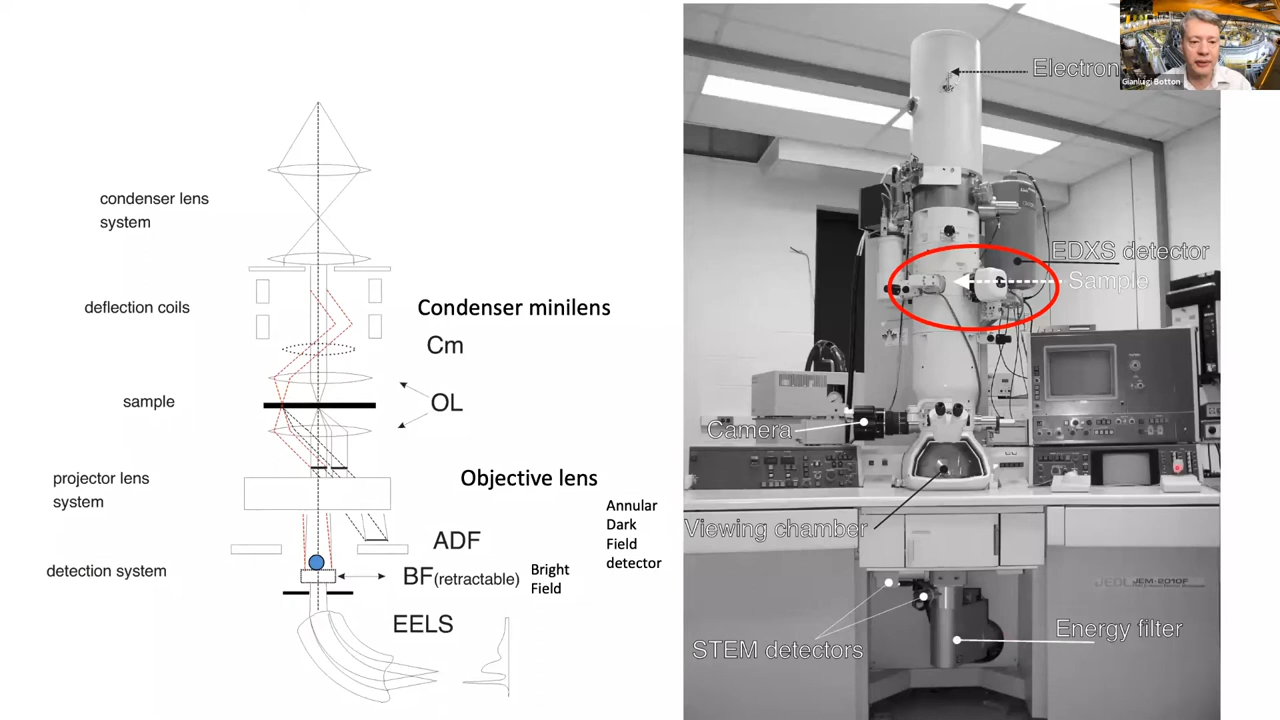 condenser lens
system
deflection coils
Condenser minilens
Cm
sample
OL
projector lens
system
Objective lens
Annular
Dark
Field
detector
ADF
detection system
BF(retractable)
Bright
Field
EELS
Electron
Gianluigi Botton
EDXS detector
Sample
Camera
Viewing chamber
JEOL JEM-2010F
STEM detectors
Energy filter